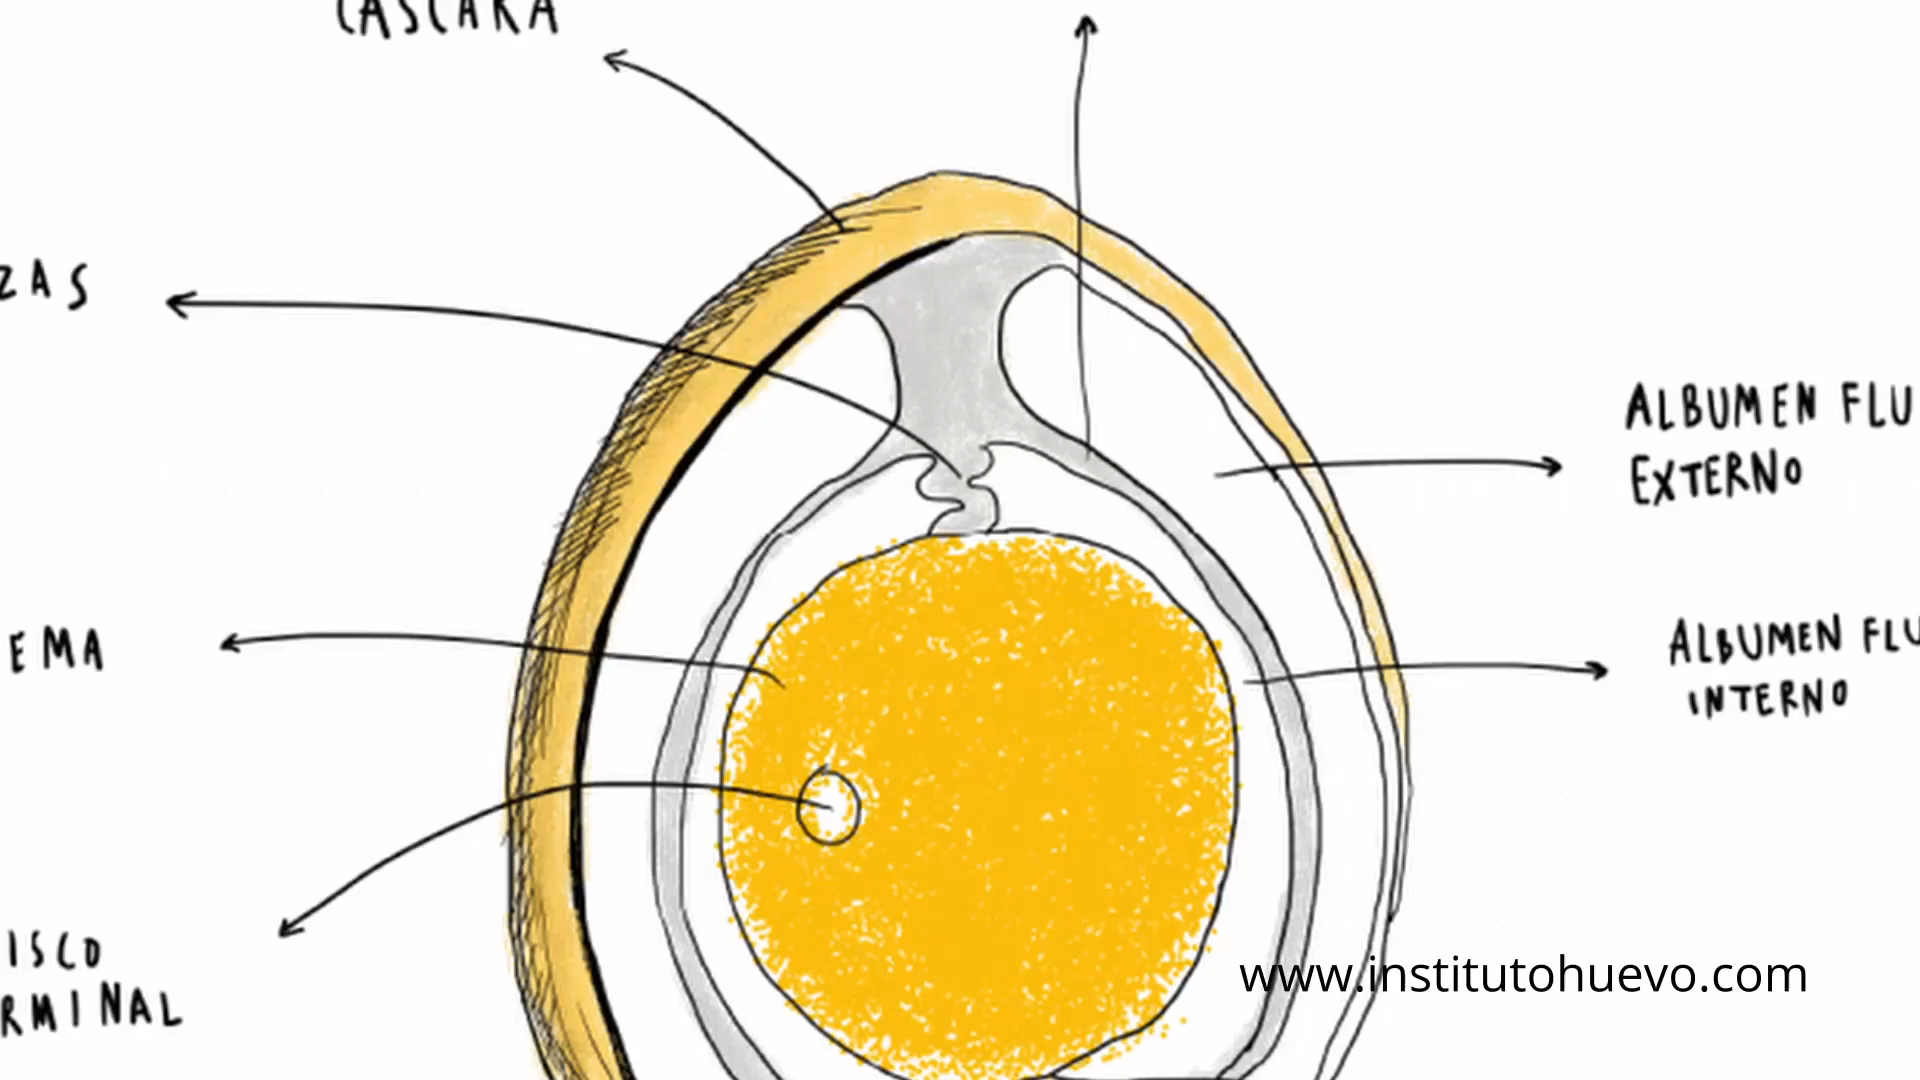 CASCARA
ZAS
ALBUMEN FLU
EXTERNO
EMA
ALBUMEN FLU
INTERNO
ISCO
RMINAL
www.institutohuevo.com